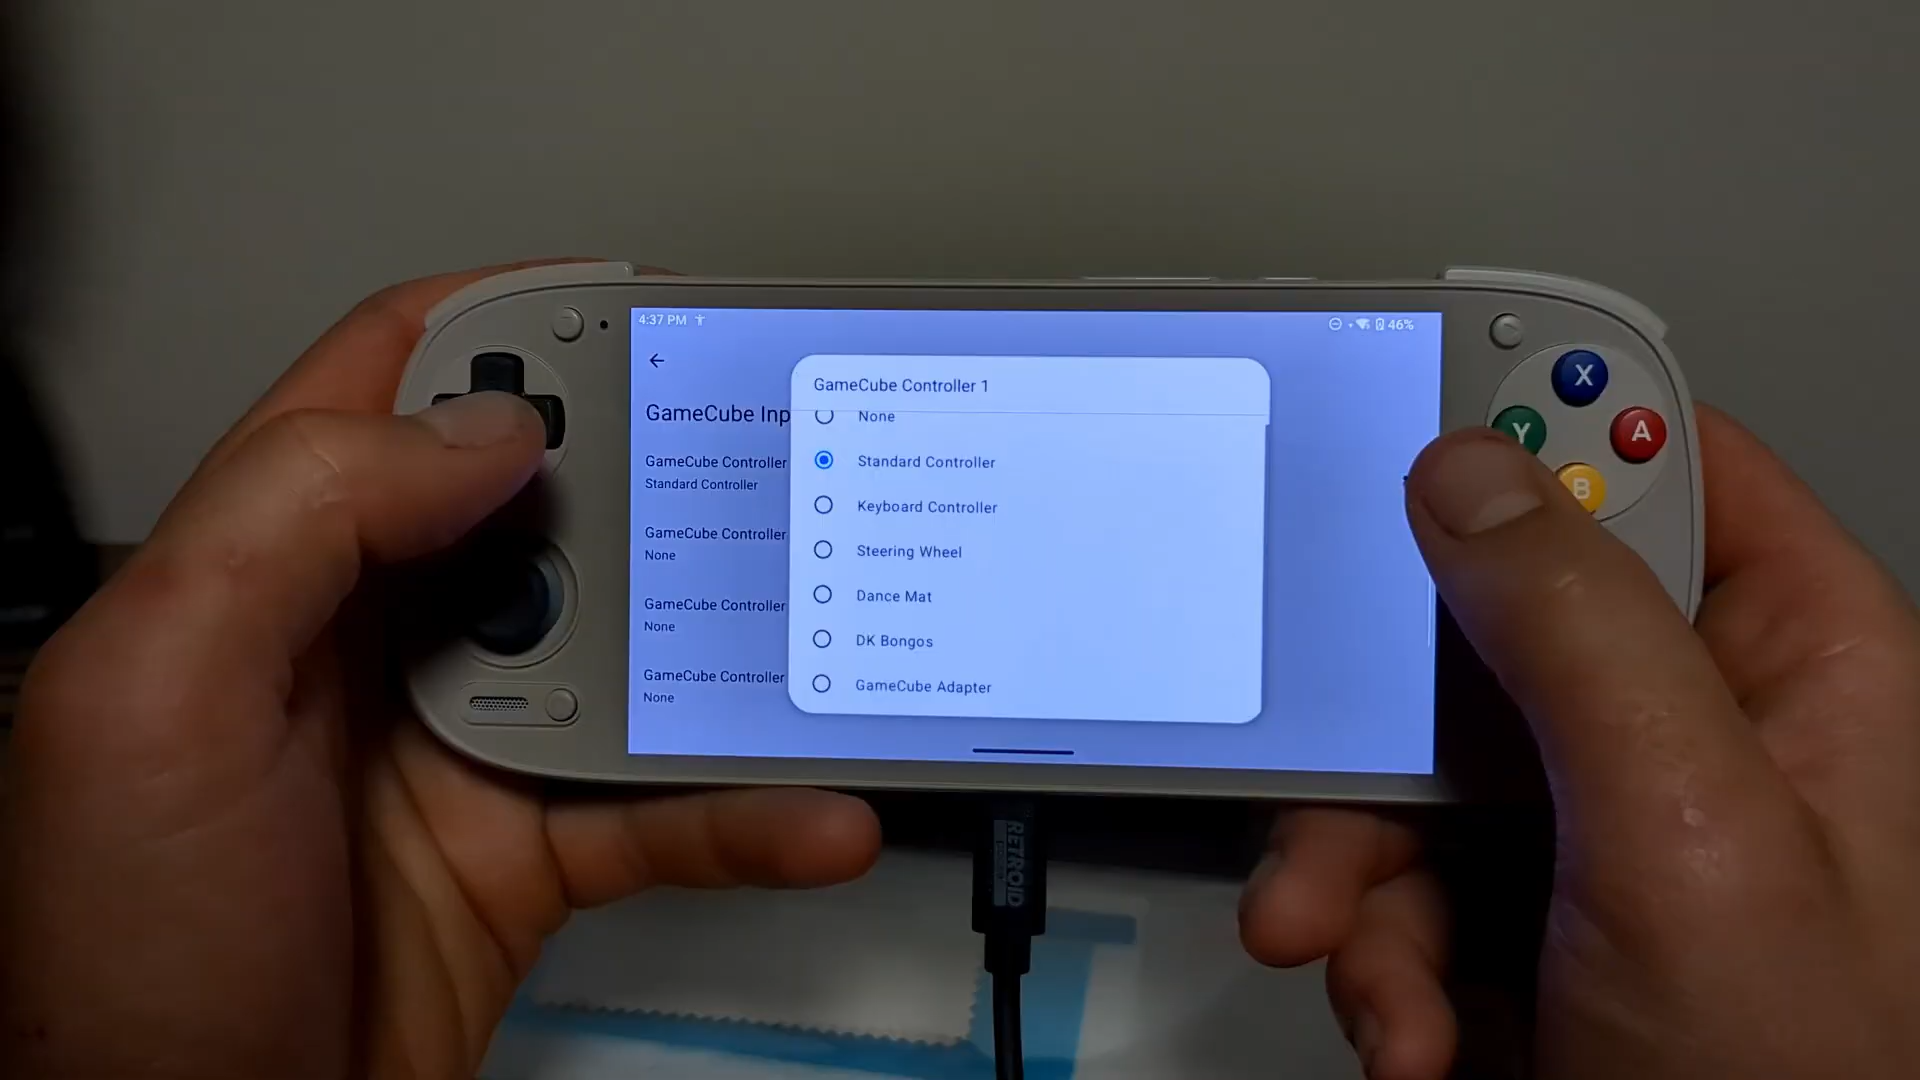 4:37 PM
46%
GameCube Inp
GameCube Controller
Standard Controller
GameCube Controller
None
GameCube Controller
None
GameCube Controller
None
GameCube Controller 1
None
Standard Controller
Keyboard Controller
Steering Wheel
Dance Mat
DK Bongos
GameCube Adapter
X
Y
A
B
RETROID